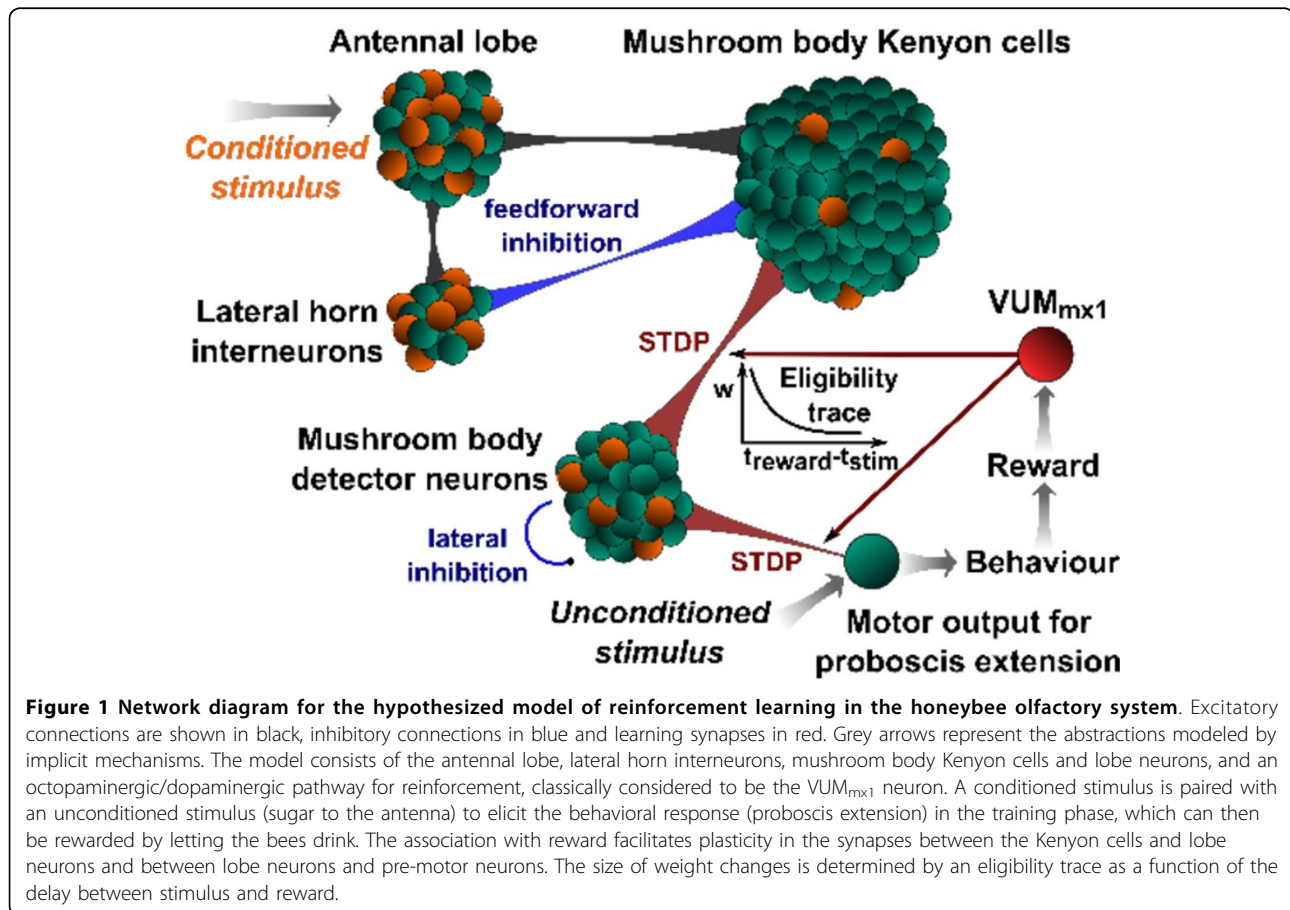 Antennal lobe
Mushroom body Kenyon cells
Conditioned
stimulus
feedforward
inhibition
Lateral horn
interneurons
VUMmx1
STDP
w
Eligibility
trace
treward-tstim
Mushroom body
detector neurons
Reward
lateral
inhibition
STDP
Behaviour
Unconditioned
stimulus
Motor output for
proboscis extension
Figure 1 Network diagram for the hypothesized model of reinforcement learning in the honeybee olfactory system. Excitatory
connections are shown in black, inhibitory connections in blue and learning synapses in red. Grey arrows represent the abstractions modeled by
implicit mechanisms. The model consists of the antennal lobe, lateral horn interneurons, mushroom body Kenyon cells and lobe neurons, and an
octopaminergic/dopaminergic pathway for reinforcement, classically considered to be the VUMmx1 neuron. A conditioned stimulus is paired with
an unconditioned stimulus (sugar to the antenna) to elicit the behavioral response (proboscis extension) in the training phase, which can then
be rewarded by letting the bees drink. The association with reward facilitates plasticity in the synapses between the Kenyon cells and lobe
neurons and between lobe neurons and pre-motor neurons. The size of weight changes is determined by an eligibility trace as a function of the
delay between stimulus and reward.